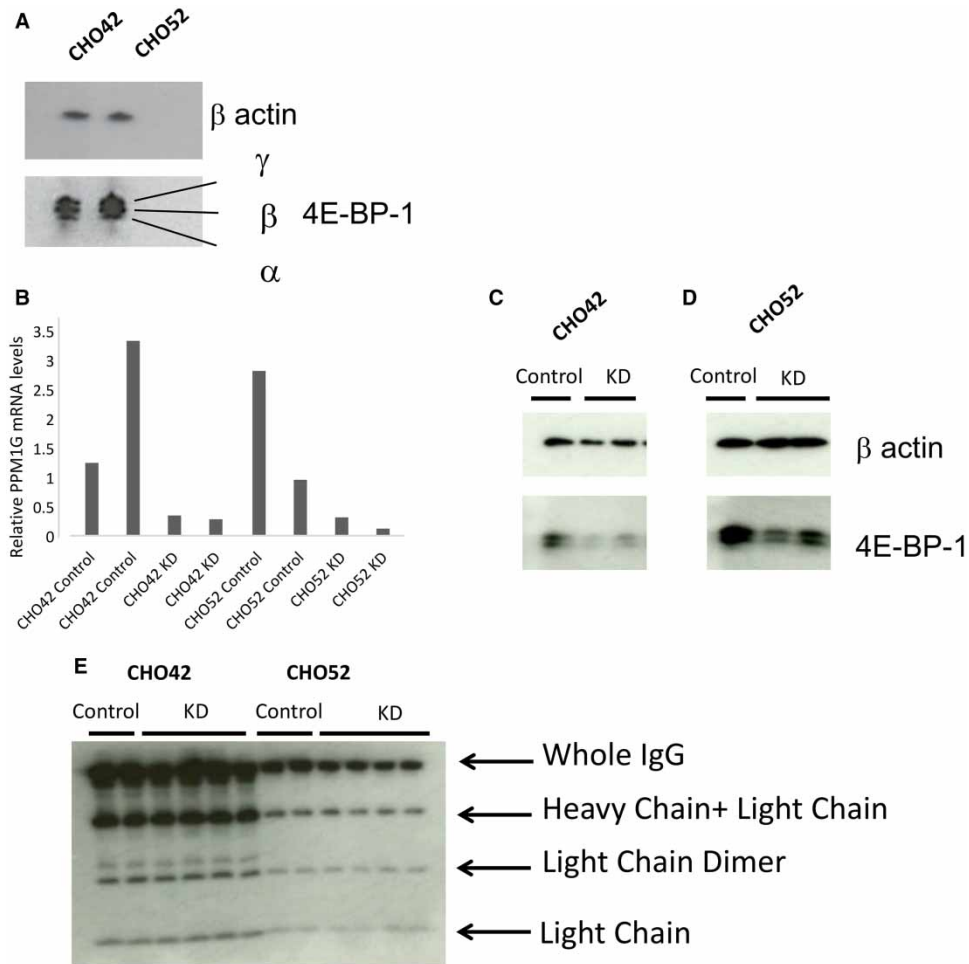 A
CHO42 CHO52
β actin
γ
β 4E-BP-1
α
B
Relative PPM1G mRNA levels
3.5
3
2.5
2
1.5
1
0.5
0
CHO42 Control
CHO42 Control
CHO42 KD
CHO42 KD
CHO52 Control
CHO52 Control
CHO52 KD
CHO52 KD
C
CHO42
Control KD
D
CHO52
Control KD
β actin
4E-BP-1
E
CHO42 CHO52
Control KD Control KD
Whole IgG
Heavy Chain+ Light Chain
Light Chain Dimer
Light Chain